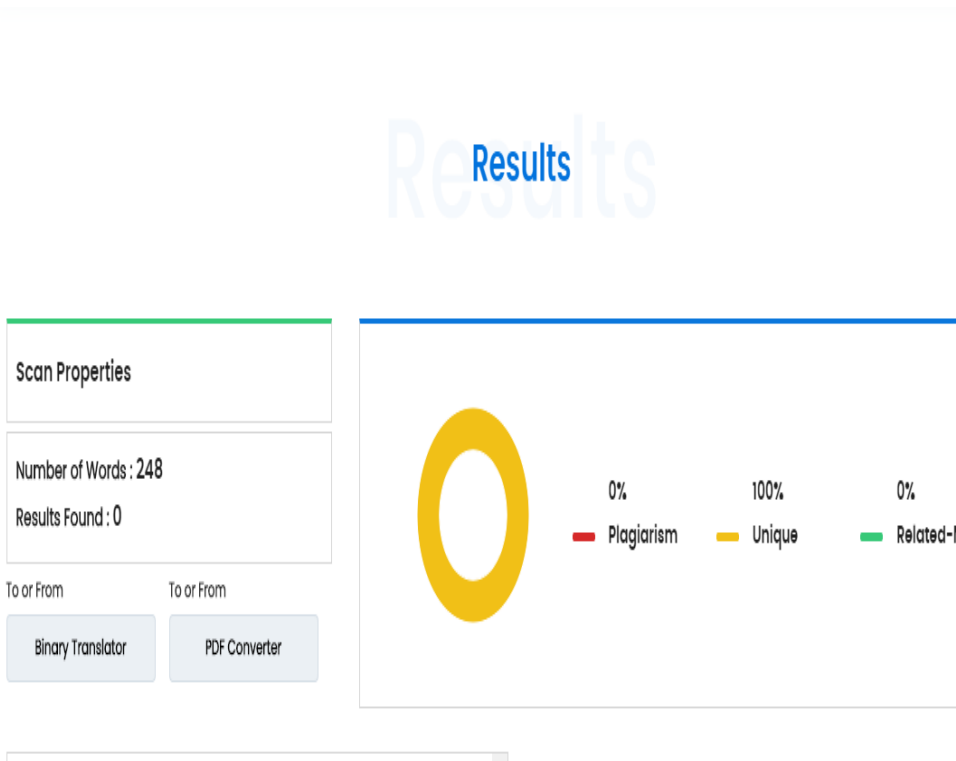 Results
Results
Scan Properties
Number of Words : 248
Results Found : 0
To or From
To or From
Binary Translator
PDF Converter
0%
100%
0%
Plagiarism
Unique